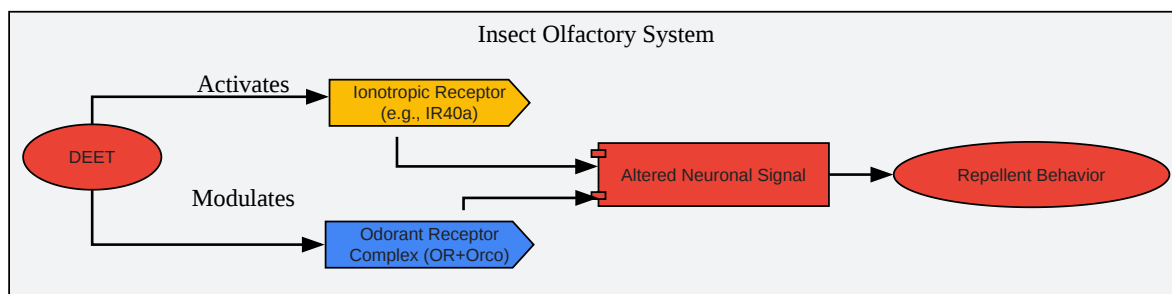 Insect Olfactory System
Activates
Ionotropic Receptor
(e.g., IR40a)
DEET
Altered Neuronal Signal
Repellent Behavior
Modulates
Odorant Receptor
Complex (OR+Orco)